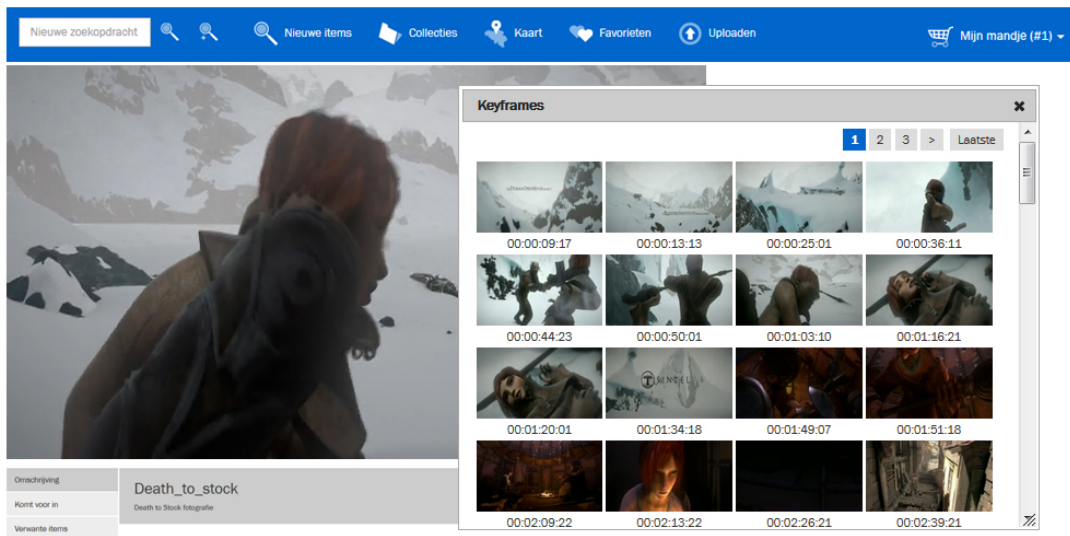 Nieuwe zoekopdracht
Nieuwe items
Collecties
Kaart
Favorieten
Uploaden
Mijn mandje (#1)
Keyframes
1 2 3 > Laatste
00:00:09:17 00:00:13:13 00:00:25:01 00:00:36:11
00:00:44:23 00:00:50:01 00:01:03:10 00:01:16:21
SINTEL
00:01:20:01 00:01:34:18 00:01:49:07 00:01:51:18
00:02:09:22 00:02:13:22 00:02:26:21 00:02:39:21
Omschrijving
Komt voor in
Verwante items
Death_to_stock
Death to Stock fotografie